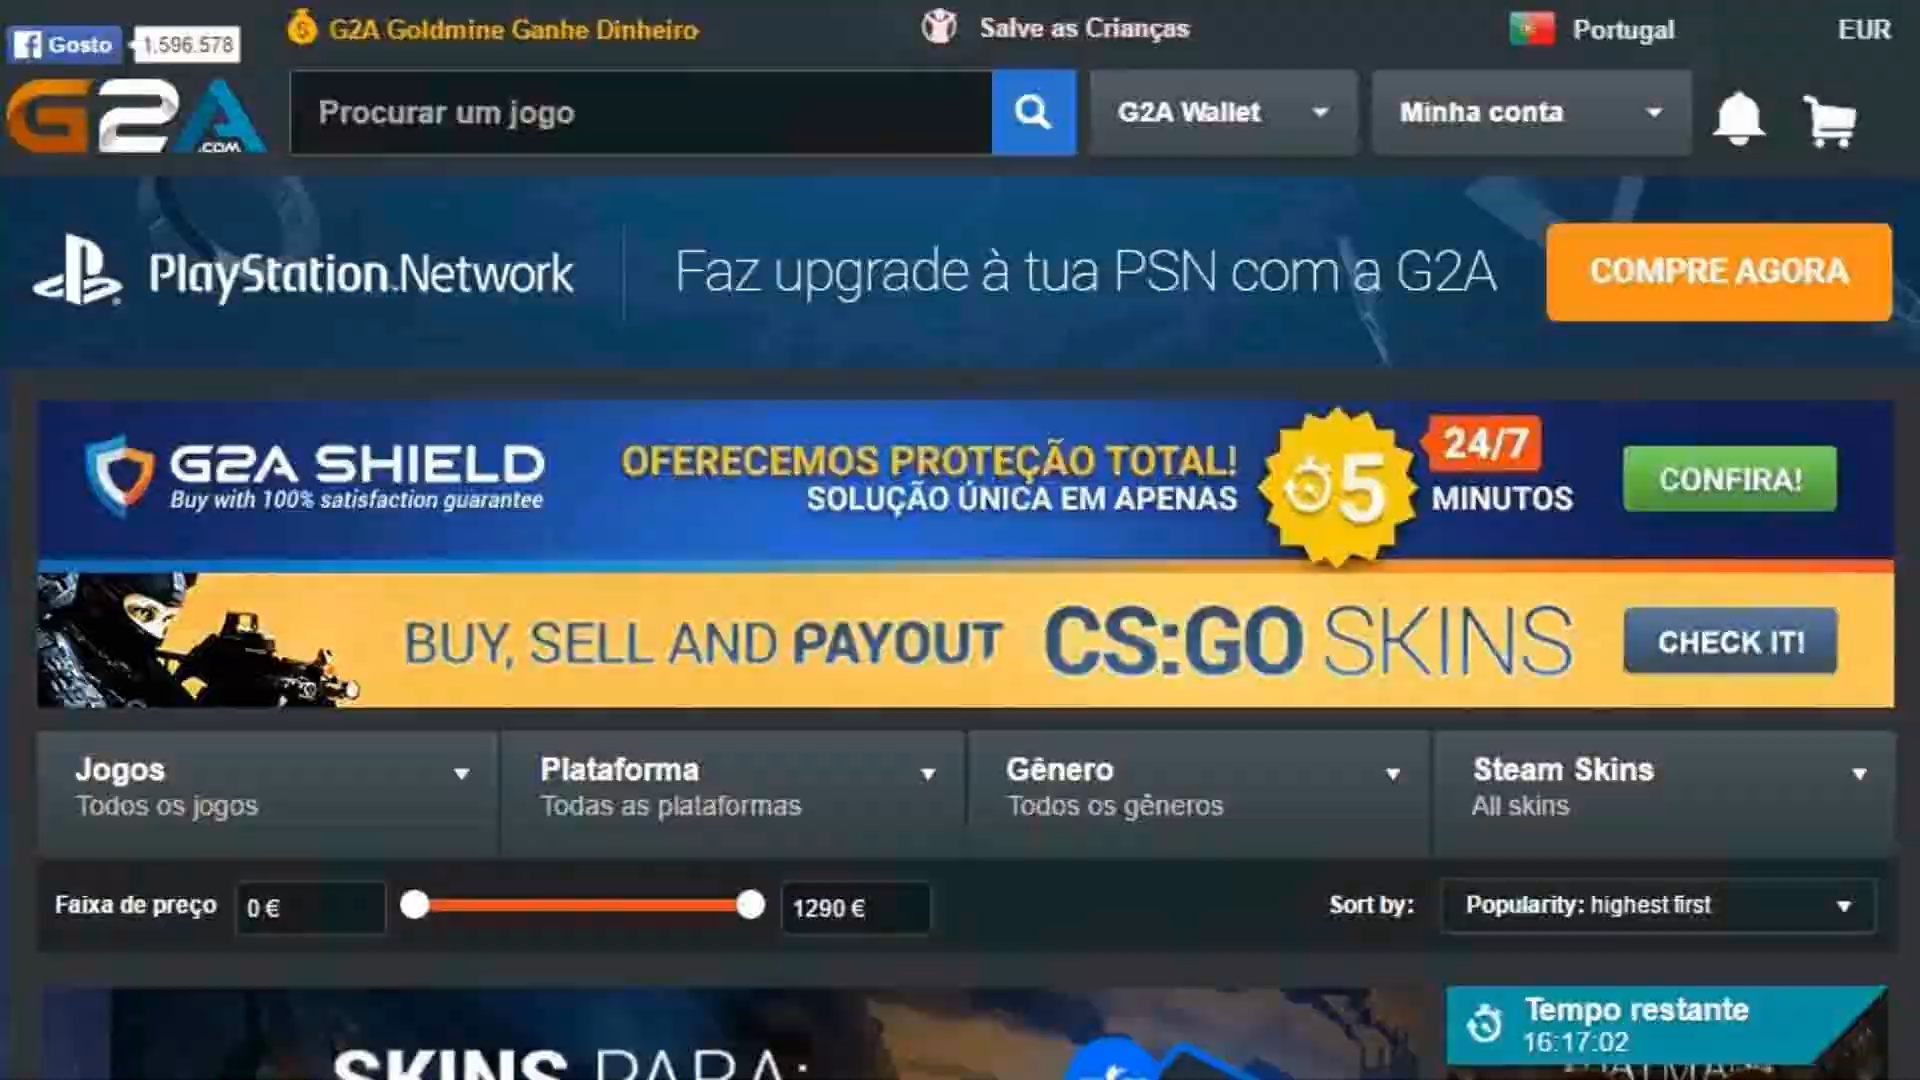 Gosto 1.596.578
G2A Goldmine Ganhe Dinheiro
Salve as Crianças
Portugal
EUR
G2A.COM
Procurar um jogo
G2A Wallet
Minha conta
PlayStation.Network
Faz upgrade à tua PSN com a G2A
COMPRE AGORA
G2A SHIELD
Buy with 100% satisfaction guarantee
OFERECEMOS PROTEÇÃO TOTAL!
SOLUÇÃO ÚNICA EM APENAS
5
24/7
MINUTOS
CONFIRA!
BUY, SELL AND PAYOUT CS:GO SKINS
CHECK IT!
Jogos
Todos os jogos
Plataforma
Todas as plataformas
Gênero
Todos os gêneros
Steam Skins
All skins
Faixa de preço
0 €
1290 €
Sort by:
Popularity: highest first
SKINS PARA:
Tempo restante
16:17:02